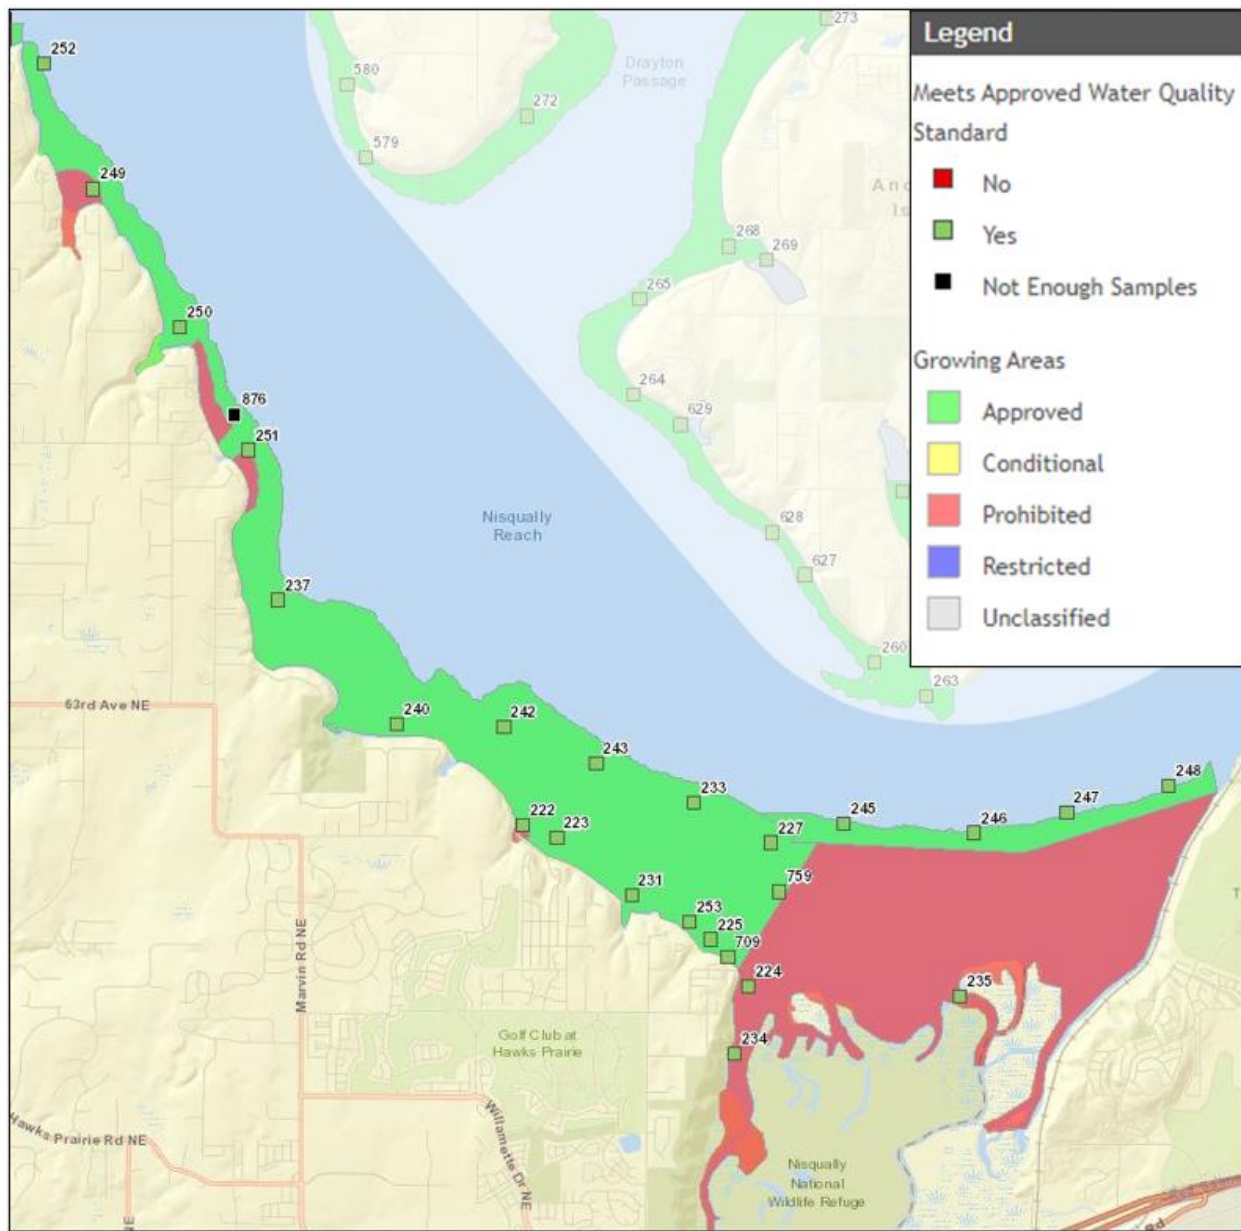 252
249
250
876
251
237
240
242
243
233
222
223
227
245
246
247
248
231
759
253
225
709
224
235
234
580
579
272
273
Drayton
Passage
268
269
265
264
629
628
627
260
263
Nisqually
Reach
63rd Ave NE
Marvin Rd NE
Golf Club at
Hawks Prairie
Willamette Dr NE
Hawks Prairie Rd NE
NE
Nisqually
National
Wildlife Refuge
Rd
Legend
Meets Approved Water Quality
Standard
No
Yes
Not Enough Samples
Growing Areas
Approved
Conditional
Prohibited
Restricted
Unclassified